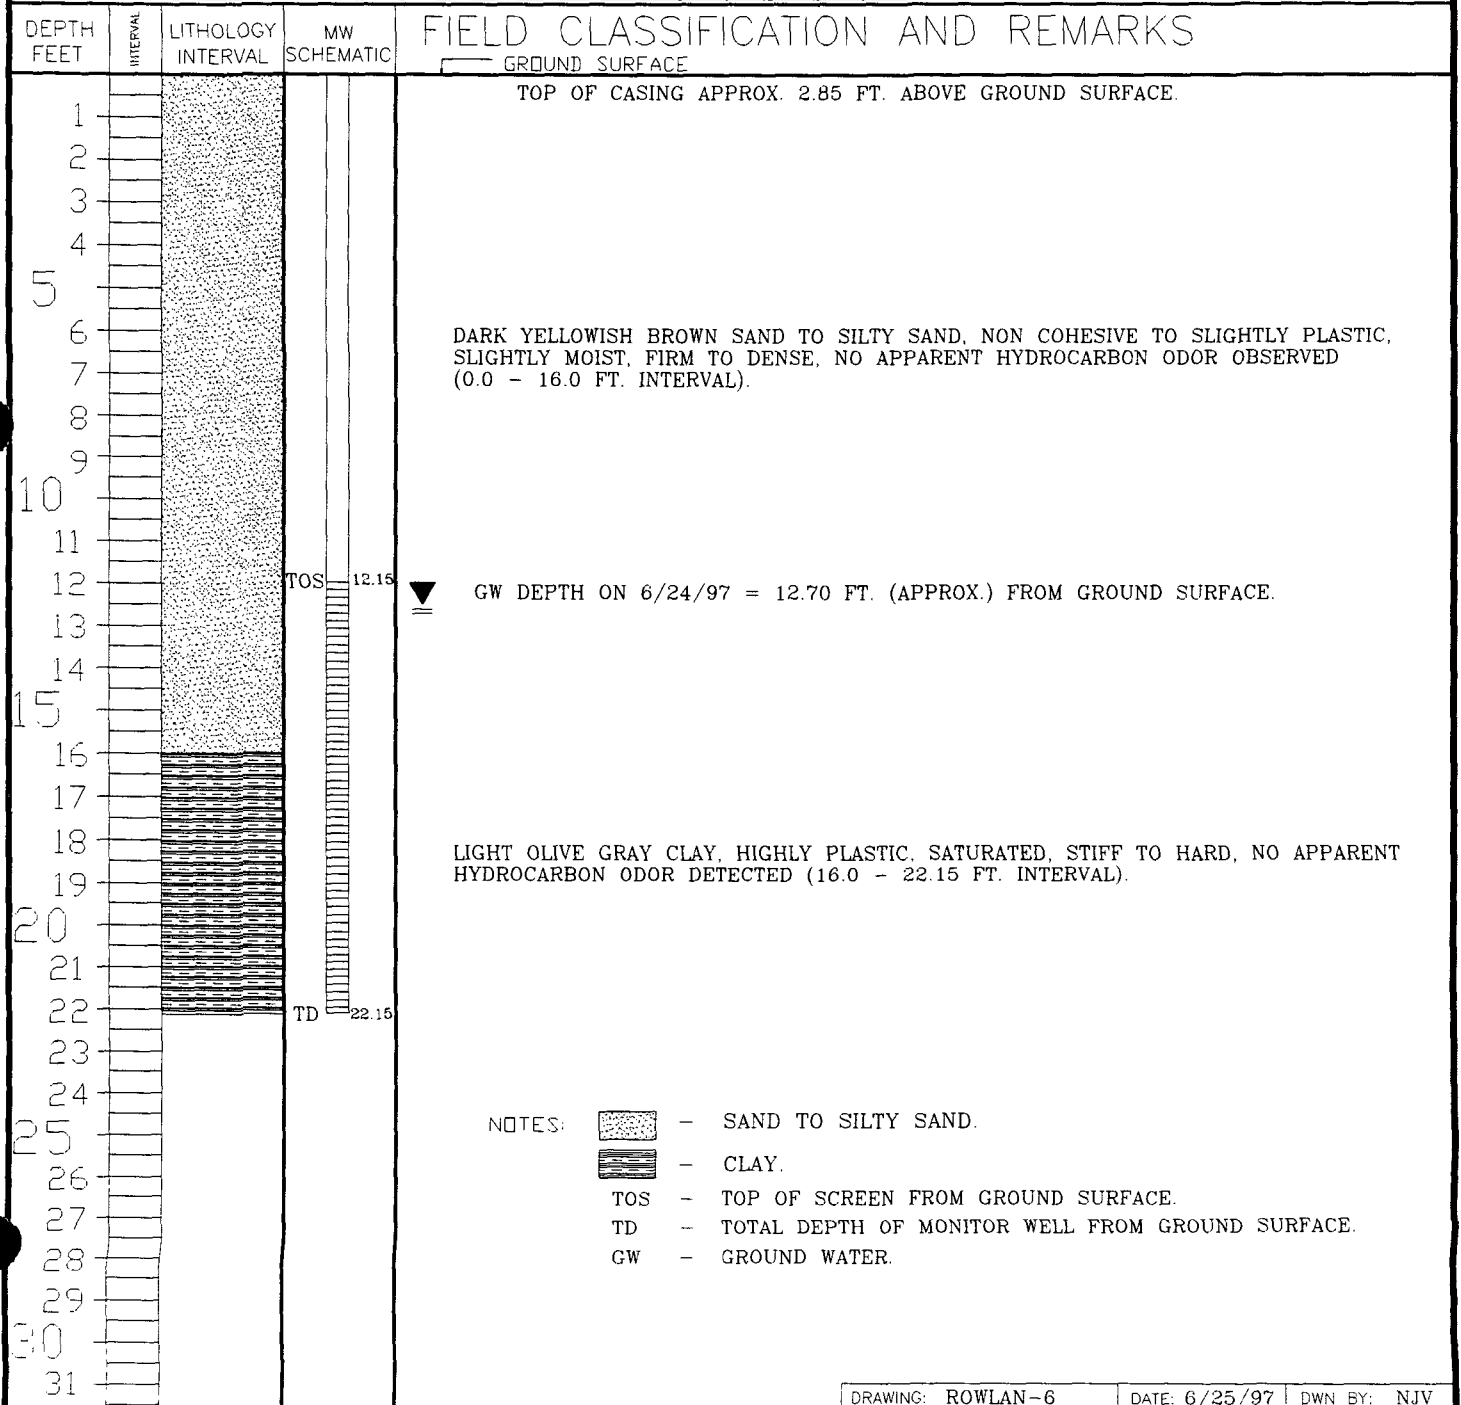 DEPTH FEET
INTERVAL
LITHOLOGY INTERVAL
MW SCHEMATIC
FIELD CLASSIFICATION AND REMARKS
GROUND SURFACE
TOP OF CASING APPROX. 2.85 FT. ABOVE GROUND SURFACE.
1
2
3
4
5
6
DARK YELLOWISH BROWN SAND TO SILTY SAND, NON COHESIVE TO SLIGHTLY PLASTIC,
SLIGHTLY MOIST, FIRM TO DENSE, NO APPARENT HYDROCARBON ODOR OBSERVED
(0.0 - 16.0 FT. INTERVAL).
7
8
9
10
11
12
TOS 12.15
GW DEPTH ON 6/24/97 = 12.70 FT. (APPROX.) FROM GROUND SURFACE.
13
14
15
16
17
18
LIGHT OLIVE GRAY CLAY, HIGHLY PLASTIC, SATURATED, STIFF TO HARD, NO APPARENT
HYDROCARBON ODOR DETECTED (16.0 - 22.15 FT. INTERVAL).
19
20
21
22
TD 22.15
23
24
25
26
27
28
29
30
31
NOTES:
- SAND TO SILTY SAND.
- CLAY.
TOS - TOP OF SCREEN FROM GROUND SURFACE.
TD - TOTAL DEPTH OF MONITOR WELL FROM GROUND SURFACE.
GW - GROUND WATER.
DRAWING: ROWLAN-6 DATE: 6/25/97 DWN BY: NJV